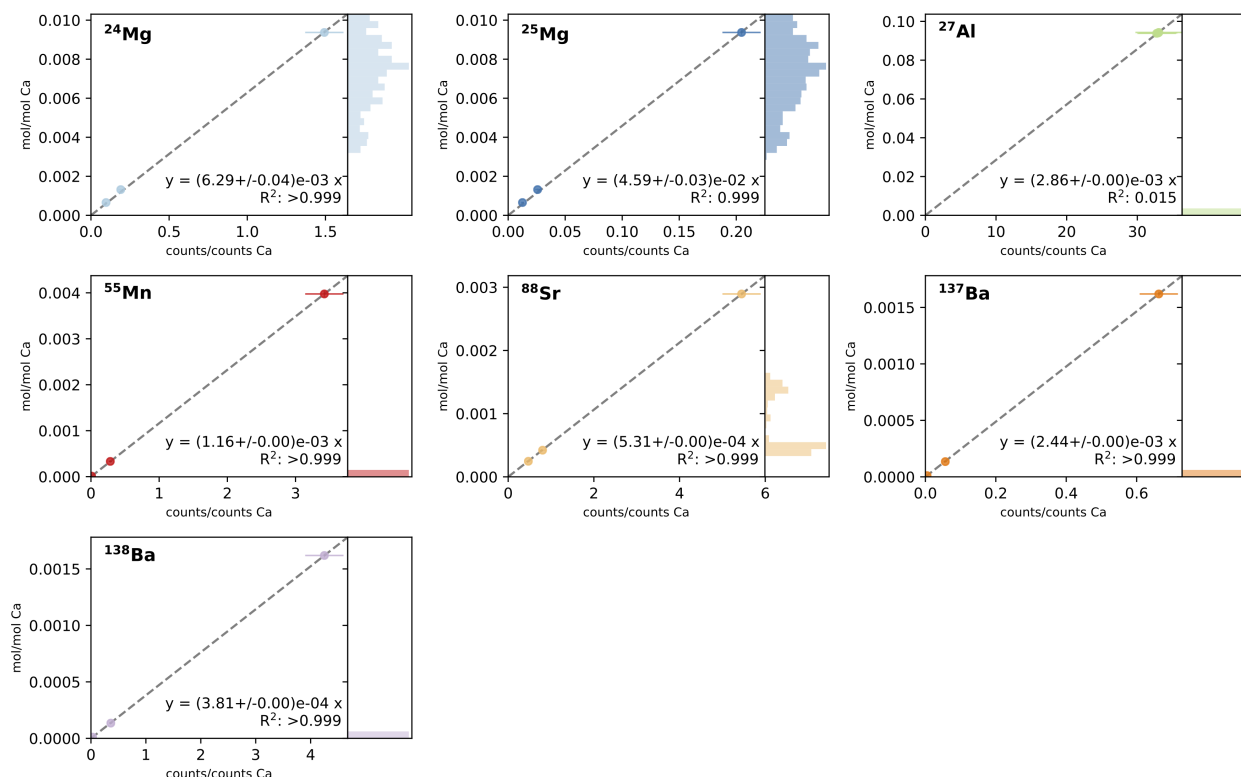 ²⁴Mg
mol/mol Ca
0.010
0.008
0.006
0.004
0.002
0.000
y = (6.29+/-0.04)e-03 x
R²: >0.999
0.0 0.5 1.0 1.5
counts/counts Ca
²⁵Mg
mol/mol Ca
0.010
0.008
0.006
0.004
0.002
0.000
y = (4.59+/-0.03)e-02 x
R²: 0.999
0.00 0.05 0.10 0.15 0.20
counts/counts Ca
²⁷Al
mol/mol Ca
0.10
0.08
0.06
0.04
0.02
0.00
y = (2.86+/-0.00)e-03 x
R²: 0.015
0 10 20 30
counts/counts Ca
⁵⁵Mn
mol/mol Ca
0.004
0.003
0.002
0.001
0.000
y = (1.16+/-0.00)e-03 x
R²: >0.999
0 1 2 3
counts/counts Ca
⁸⁸Sr
mol/mol Ca
0.003
0.002
0.001
0.000
y = (5.31+/-0.00)e-04 x
R²: >0.999
0 2 4 6
counts/counts Ca
¹³⁷Ba
mol/mol Ca
0.0015
0.0010
0.0005
0.0000
y = (2.44+/-0.00)e-03 x
R²: >0.999
0.0 0.2 0.4 0.6
counts/counts Ca
¹³⁸Ba
mol/mol Ca
0.0015
0.0010
0.0005
0.0000
y = (3.81+/-0.00)e-04 x
R²: >0.999
0 1 2 3 4
counts/counts Ca